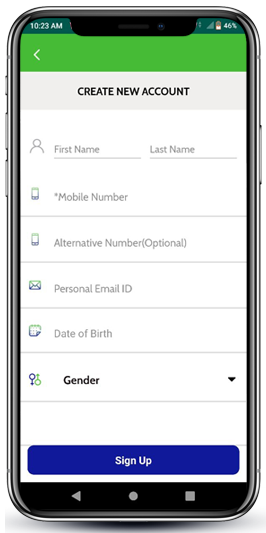 10:23 AM 46%
CREATE NEW ACCOUNT
First Name Last Name
*Mobile Number
Alternative Number(Optional)
Personal Email ID
Date of Birth
Gender
Sign Up